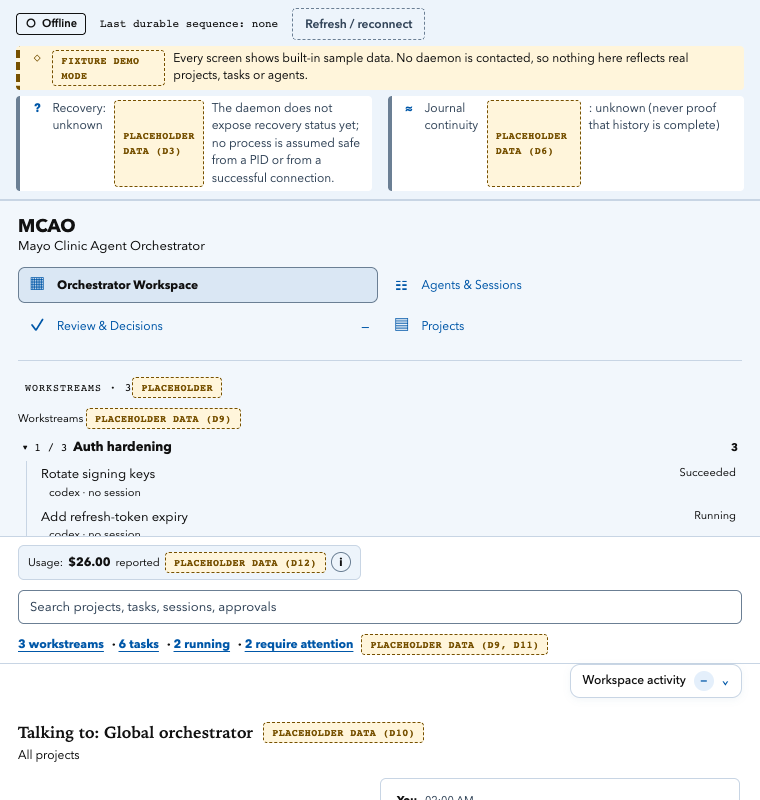 Offline
Last durable sequence: none
Refresh / reconnect
FIXTURE DEMO
MODE
Every screen shows built-in sample data. No daemon is contacted, so nothing here reflects real
projects, tasks or agents.
? Recovery:
unknown
PLACEHOLDER
DATA (D3)
The daemon does not
expose recovery status yet;
no process is assumed safe
from a PID or from a
successful connection.
≈ Journal
continuity
PLACEHOLDER
DATA (D6)
: unknown (never proof
that history is complete)
MCAO
Mayo Clinic Agent Orchestrator
Orchestrator Workspace
Agents & Sessions
Review & Decisions –
Projects
WORKSTREAMS · 3 PLACEHOLDER
Workstreams PLACEHOLDER DATA (D9)
▾ 1 / 3 Auth hardening 3
Rotate signing keys Succeeded
codex · no session
Add refresh-token expiry Running
codex · no session
Usage: $26.00 reported PLACEHOLDER DATA (D12) i
Search projects, tasks, sessions, approvals
3 workstreams · 6 tasks · 2 running · 2 require attention PLACEHOLDER DATA (D9, D11)
Workspace activity –
Talking to: Global orchestrator PLACEHOLDER DATA (D10)
All projects
You 02:00 AM